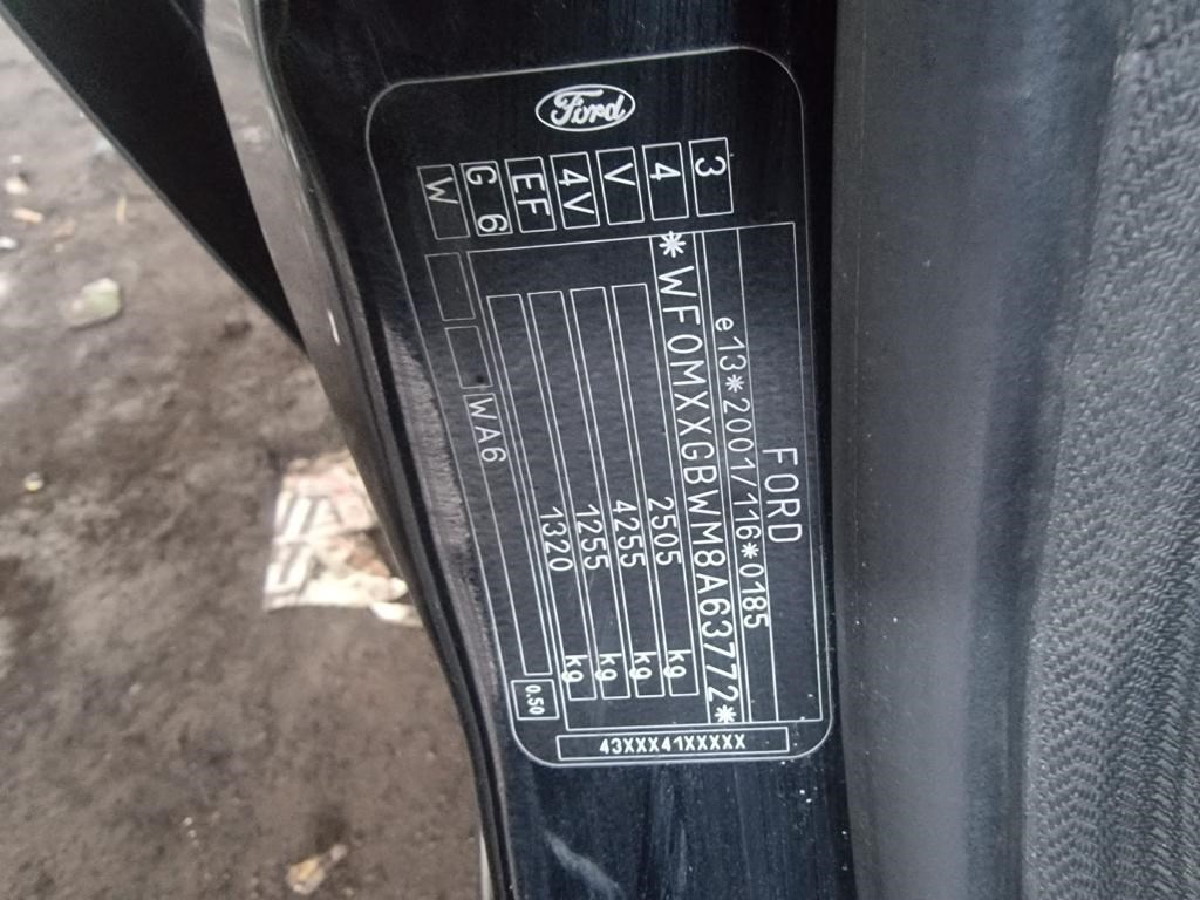 Ford
FORD
e13*2001/116*0185
*WF0MXXGBWM8A63772*
2505 kg
4255 kg
1255 kg
1320 kg
0.50
3
4
V
4V
EF
G 6
W
WA6
43XXX41XXXXX